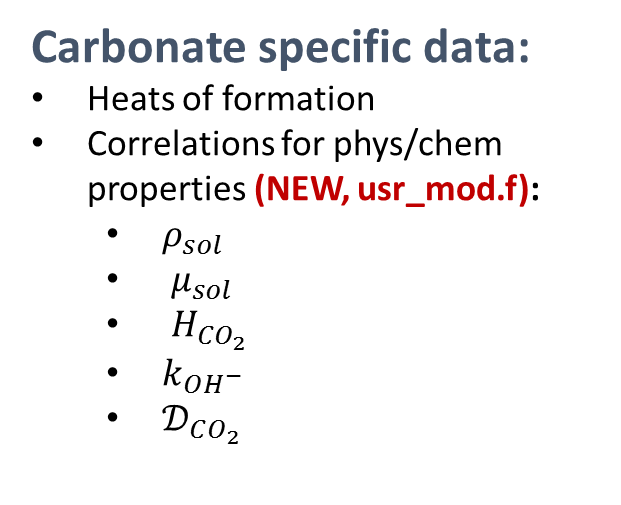 Carbonate specific data:
• Heats of formation
• Correlations for phys/chem
properties (NEW, usr_mod.f):
• ρ_sol
• μ_sol
• H_CO₂
• k_OH⁻
• 𝒟_CO₂